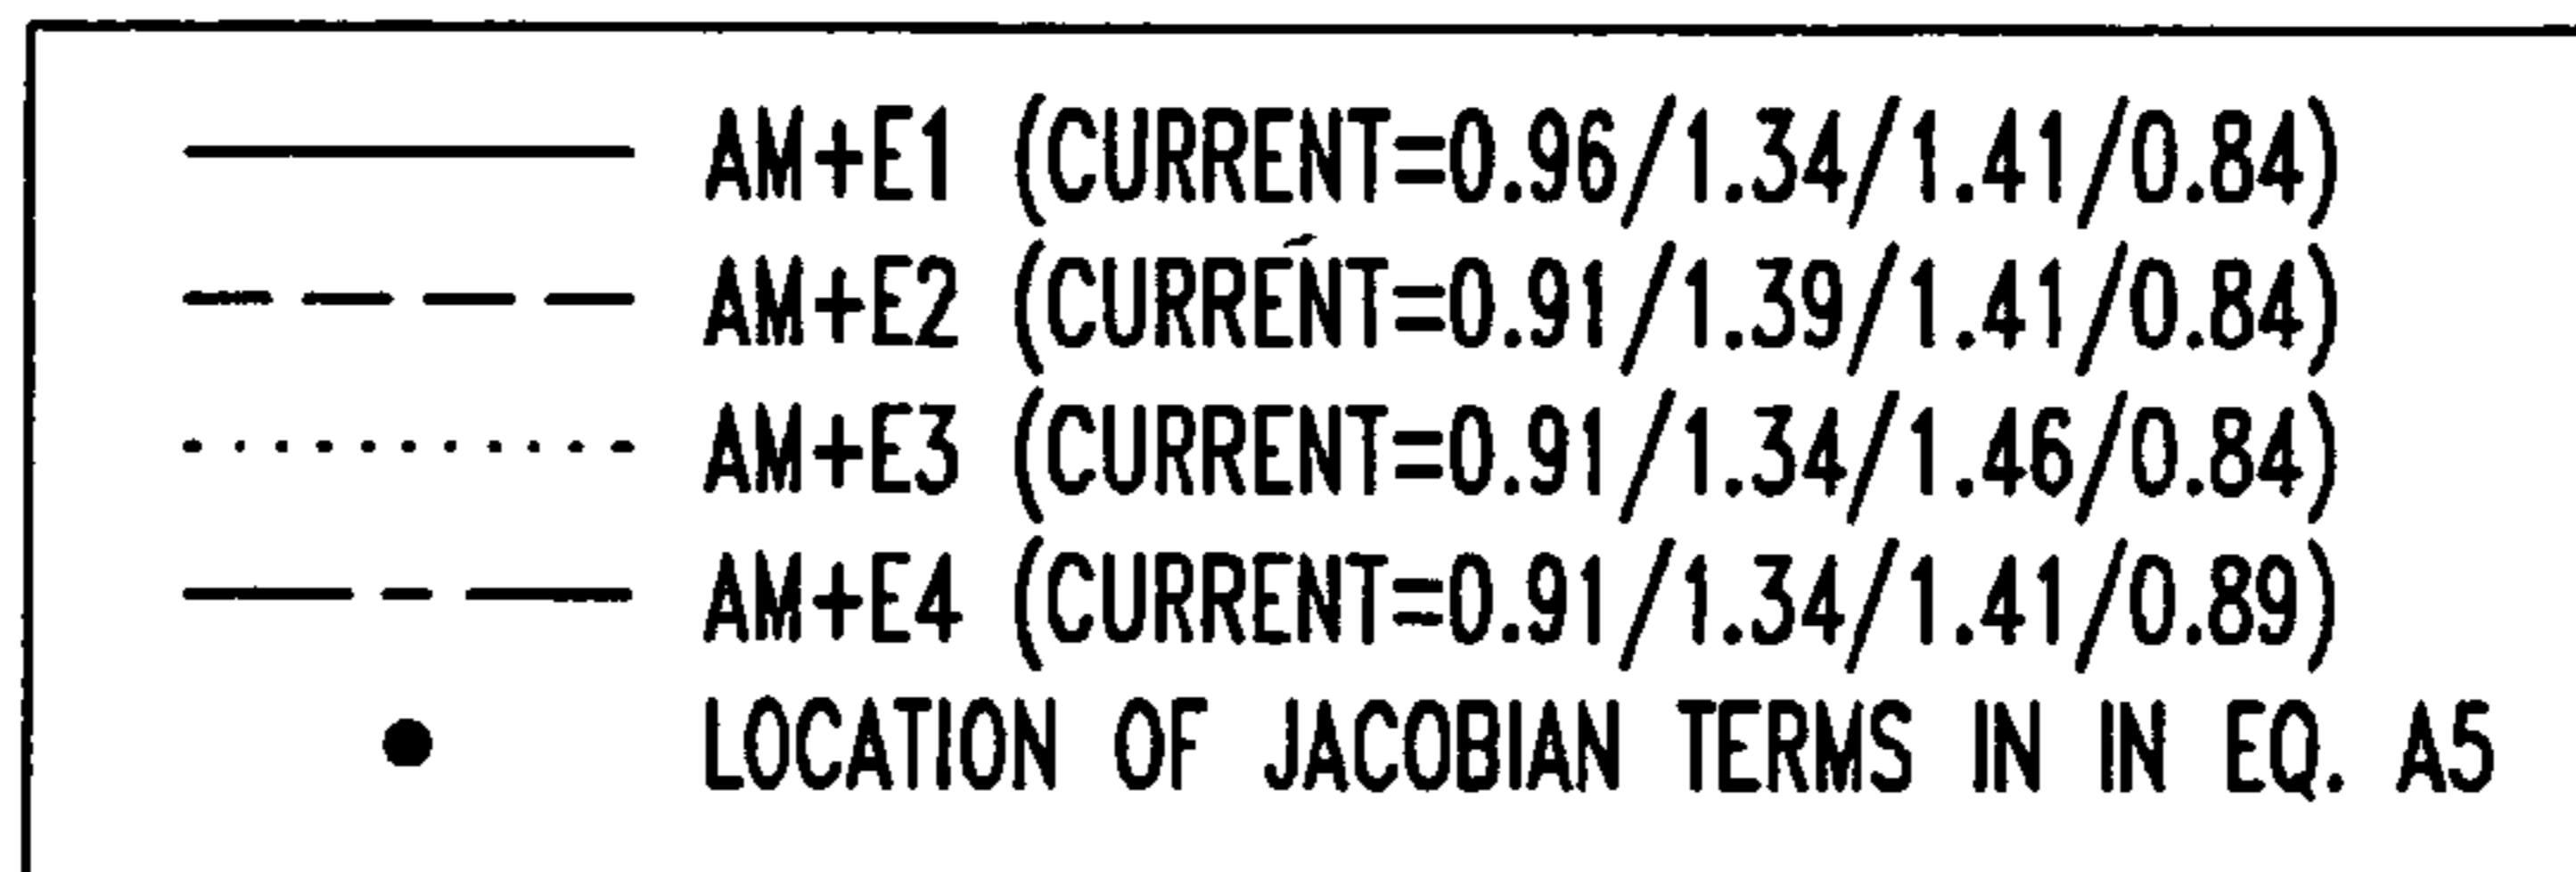 AM+E1 (CURRENT=0.96/1.34/1.41/0.84)
AM+E2 (CURRENT=0.91/1.39/1.41/0.84)
AM+E3 (CURRENT=0.91/1.34/1.46/0.84)
AM+E4 (CURRENT=0.91/1.34/1.41/0.89)
LOCATION OF JACOBIAN TERMS IN IN EQ. A5